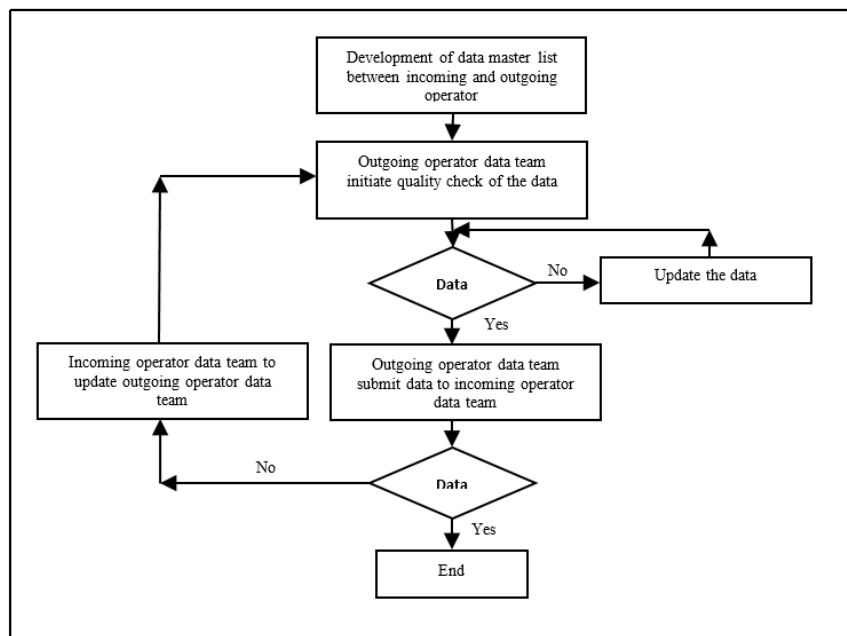 Development of data master list
between incoming and outgoing
operator
Outgoing operator data team
initiate quality check of the data
Data
No
Update the data
Yes
Incoming operator data team to
update outgoing operator data
team
Outgoing operator data team
submit data to incoming operator
data team
No
Data
Yes
End